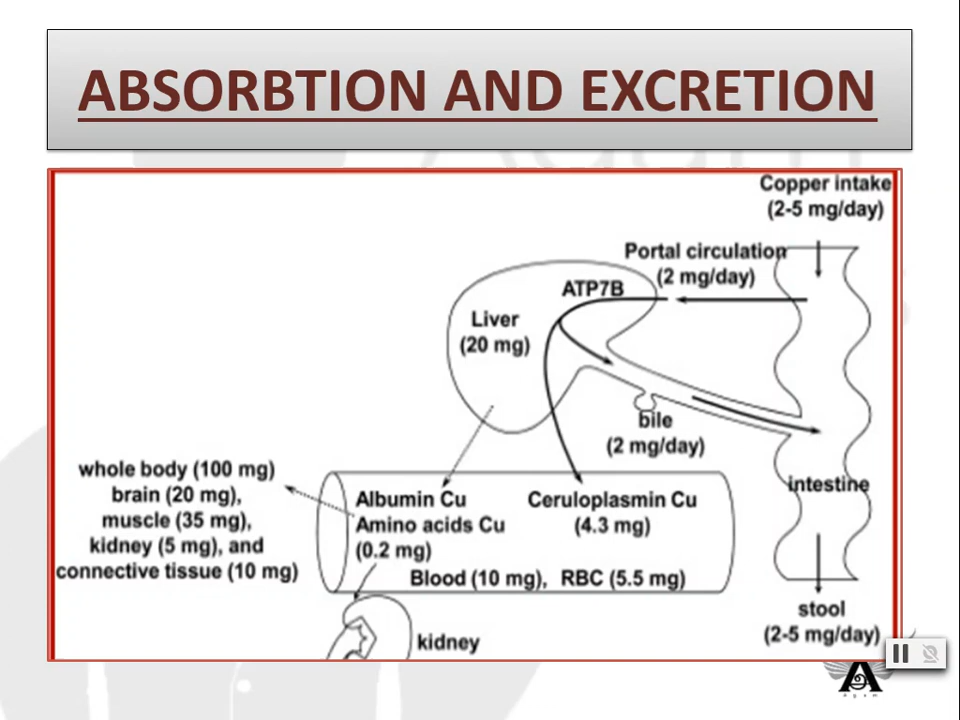 ABSORBTION AND EXCRETION
Copper intake
(2-5 mg/day)
Portal circulation
(2 mg/day)
ATP7B
Liver
(20 mg)
bile
(2 mg/day)
intestine
whole body (100 mg)
brain (20 mg),
muscle (35 mg),
kidney (5 mg), and
connective tissue (10 mg)
Albumin Cu
Amino acids Cu
(0.2 mg)
Ceruloplasmin Cu
(4.3 mg)
Blood (10 mg), RBC (5.5 mg)
kidney
stool
(2-5 mg/day)
Agam